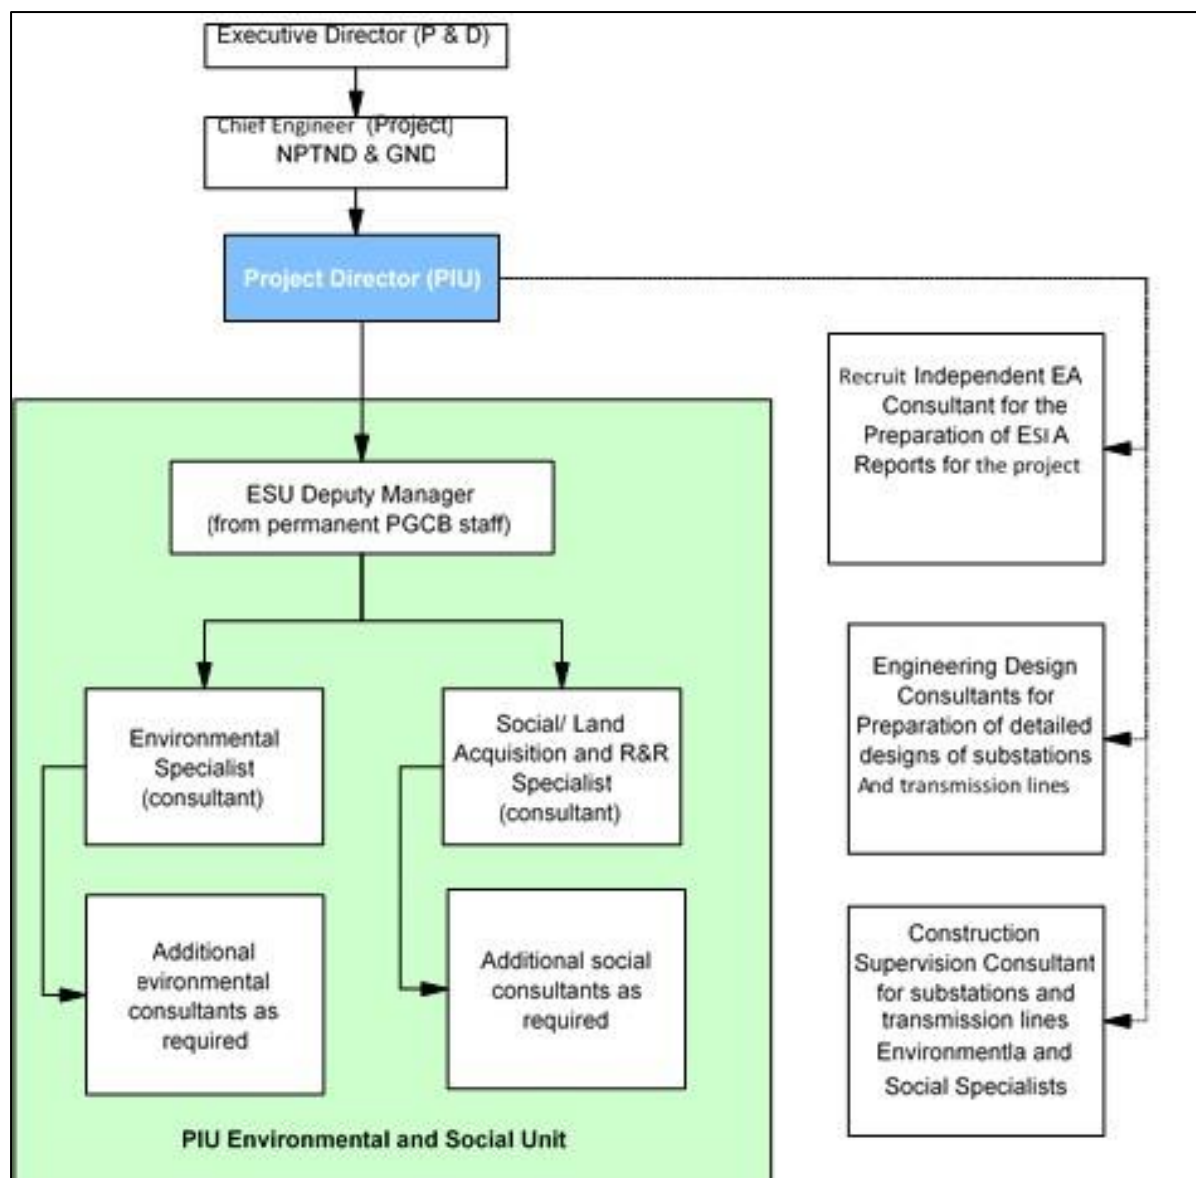 Executive Director (P & D)
Chief Engineer (Project)
NPTND & GND
Project Director (PIU)
Recruit Independent EA
Consultant for the
Preparation of ESIA
Reports for the project
ESU Deputy Manager
(from permanent PGCB staff)
Engineering Design
Consultants for
Preparation of detailed
designs of substations
And transmission lines
Environmental
Specialist
(consultant)
Social/ Land
Acquisition and R&R
Specialist
(consultant)
Additional
evironmental
consultants as
required
Additional social
consultants as
required
Construction
Supervision Consultant
for substations and
transmission lines
Environmentla and
Social Specialists
PIU Environmental and Social Unit